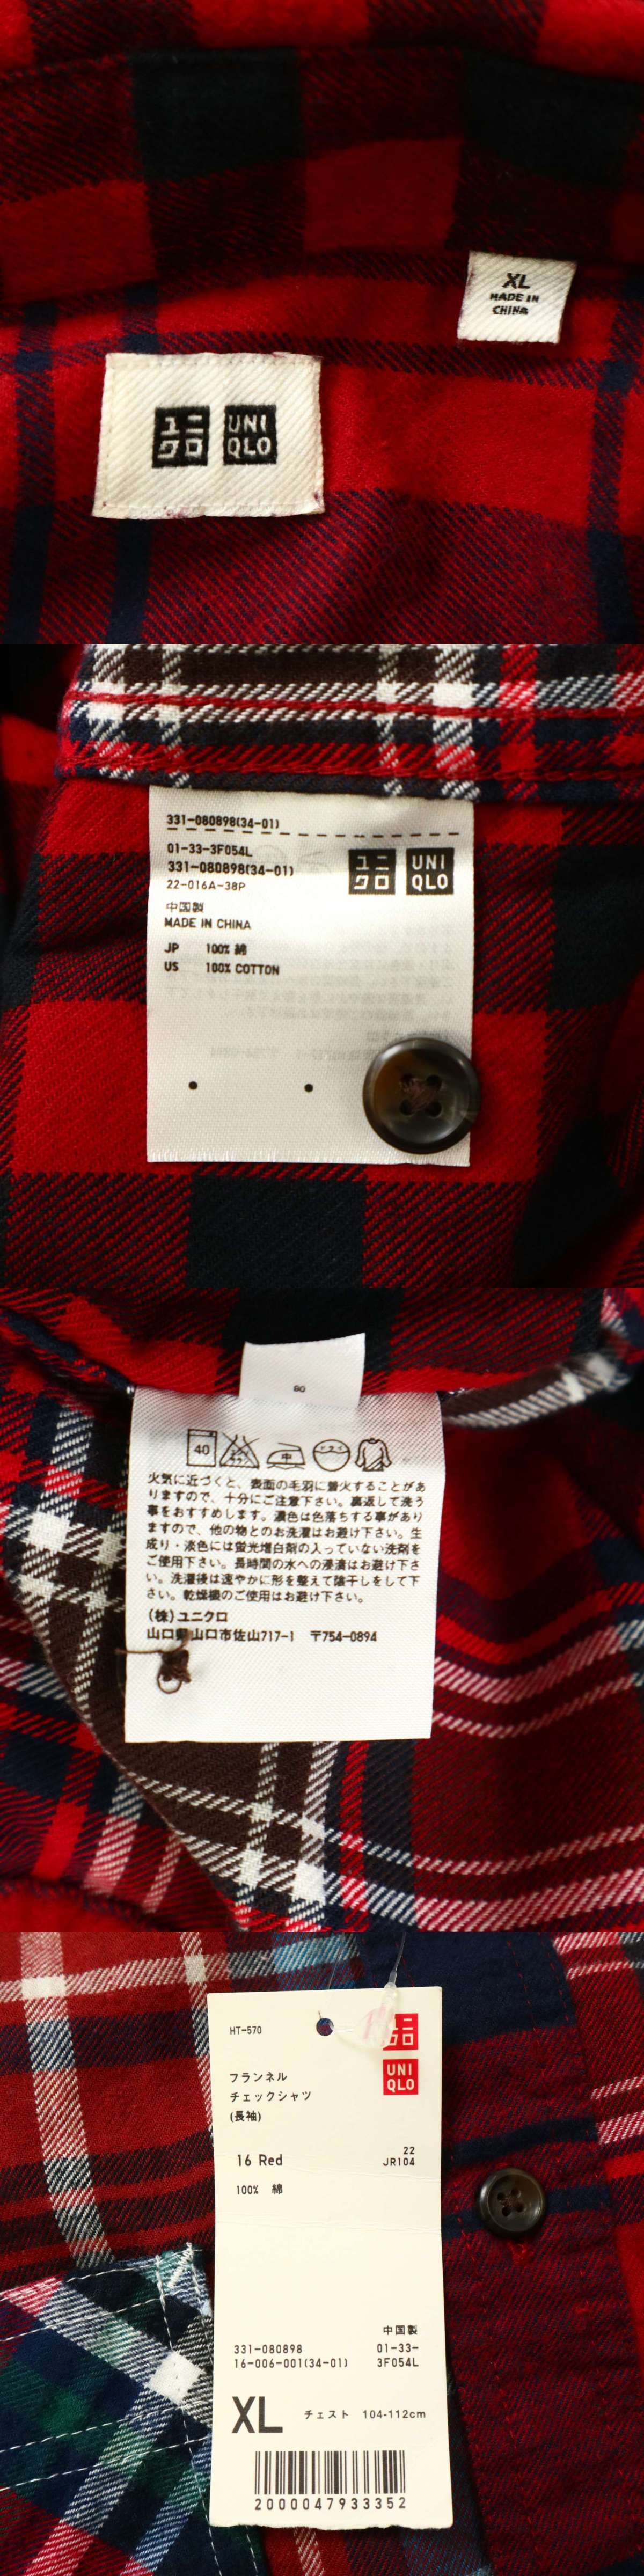 XL
MADE IN
CHINA
ユニ
クロ
UNI
QLO
331-080898(34-01)
01-33-3F054L
331-080898(34-01)
22-016A-38P
ユニ
クロ
UNI
QLO
中国製
MADE IN CHINA
JP 100% 綿
US 100% COTTON
40
中
火気に近づくと、表面の毛羽に着火することがあ
りますので、十分にご注意下さい。裏返して洗う
事をおすすめします。濃色は色落ちする事があり
ますので、他の物とのお洗濯はお避け下さい。生
成り・淡色には蛍光増白剤の入っていない洗剤を
ご使用下さい。長時間の水への浸漬はお避け下さ
い。洗濯後は速やかに形を整えて陰干しをして下
さい。乾燥機のご使用はお避け下さい。
(株)ユニクロ
山口県山口市佐山717-1 〒754-0894
HT-570
ユニ
クロ
UNI
QLO
フランネル
チェックシャツ
(長袖)
16 Red
22
JR104
100% 綿
中国製
331-080898 01-33-
16-006-001(34-01) 3F054L
XL チェスト 104-112cm
2000047933352